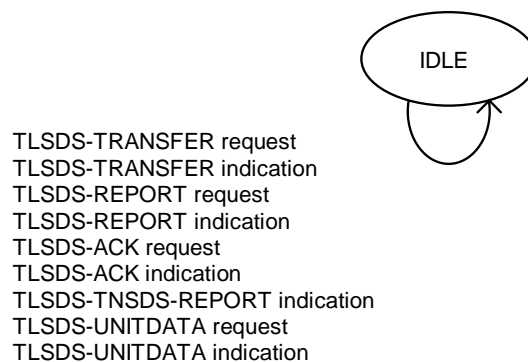 IDLE
TLSDS-TRANSFER request
TLSDS-TRANSFER indication
TLSDS-REPORT request
TLSDS-REPORT indication
TLSDS-ACK request
TLSDS-ACK indication
TLSDS-TNSDS-REPORT indication
TLSDS-UNITDATA request
TLSDS-UNITDATA indication